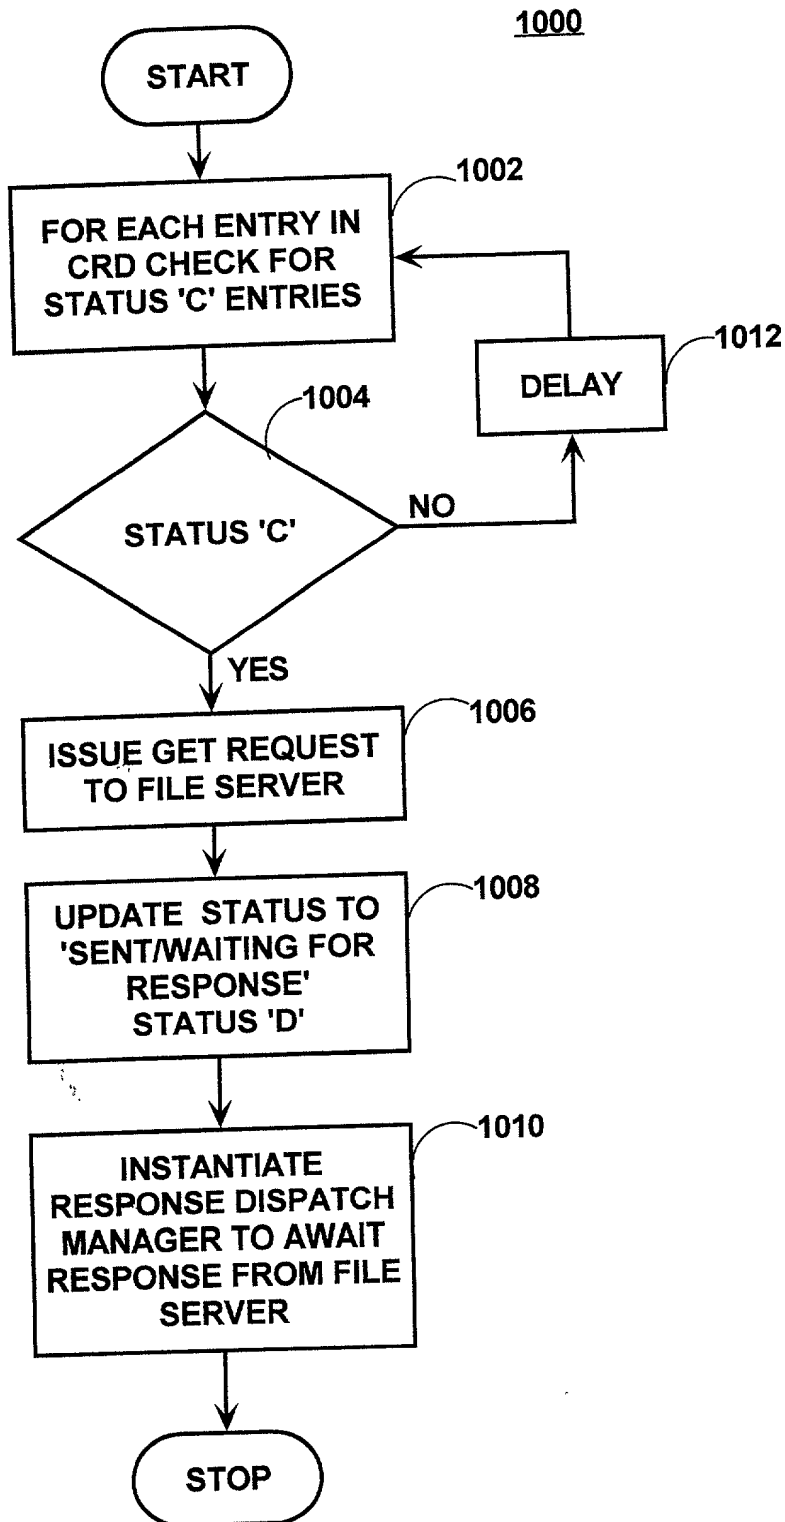 1000
START
1002
FOR EACH ENTRY IN
CRD CHECK FOR
STATUS 'C' ENTRIES
1012
DELAY
1004
STATUS 'C'
NO
YES
1006
ISSUE GET REQUEST
TO FILE SERVER
1008
UPDATE STATUS TO
'SENT/WAITING FOR
RESPONSE'
STATUS 'D'
1010
INSTANTIATE
RESPONSE DISPATCH
MANAGER TO AWAIT
RESPONSE FROM FILE
SERVER
STOP